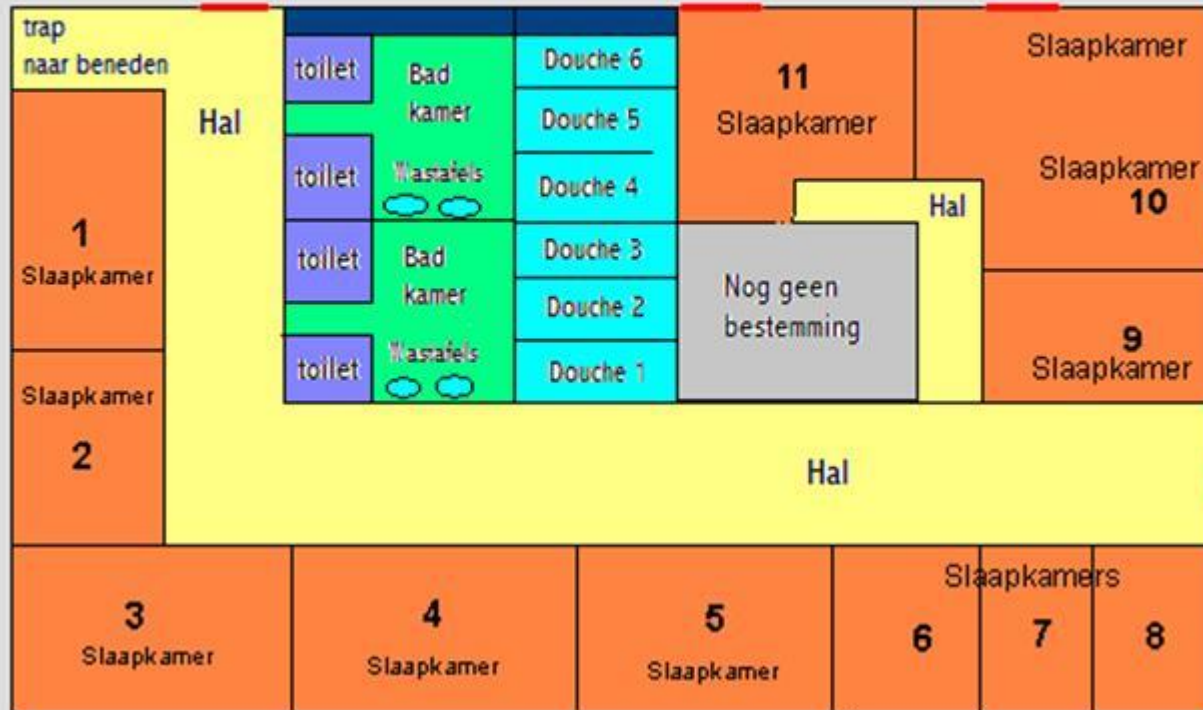 trap
naar beneden
Hal
toilet
Bad
kamer
Wastafels
toilet
toilet
Bad
kamer
Wastafels
toilet
Douche 6
Douche 5
Douche 4
Douche 3
Douche 2
Douche 1
11
Slaapkamer
Slaapkamer
Slaapkamer
10
Hal
Nog geen
bestemming
9
Slaapkamer
1
Slaapkamer
Slaapkamer
2
Hal
3
Slaapkamer
4
Slaapkamer
5
Slaapkamer
Slaapkamers
6
7
8